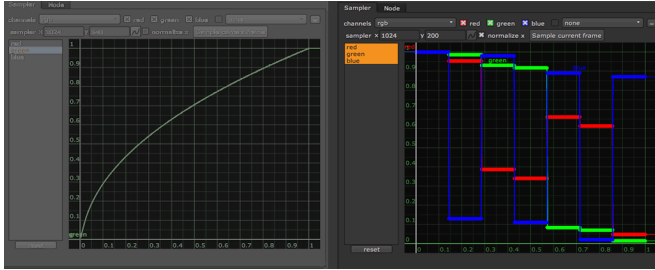 Sampler Node
channels red green blue
sampler x 1024 y normalize x
red
green
blue
1
0.9
0.8
0.7
0.6
0.5
0.4
0.3
0.2
0.1
green
0 0.1 0.2 0.3 0.4 0.5 0.6 0.7 0.8 0.9 1
Sampler Node
channels rgb red green blue none
sampler x 1024 y 200 normalize x Sample current frame
red
green
blue
green
0.9
0.8
0.7
0.6
0.5
0.4
0.3
0.2
0.1
0 0.1 0.2 0.3 0.4 0.5 0.6 0.7 0.8 0.9 1
reset